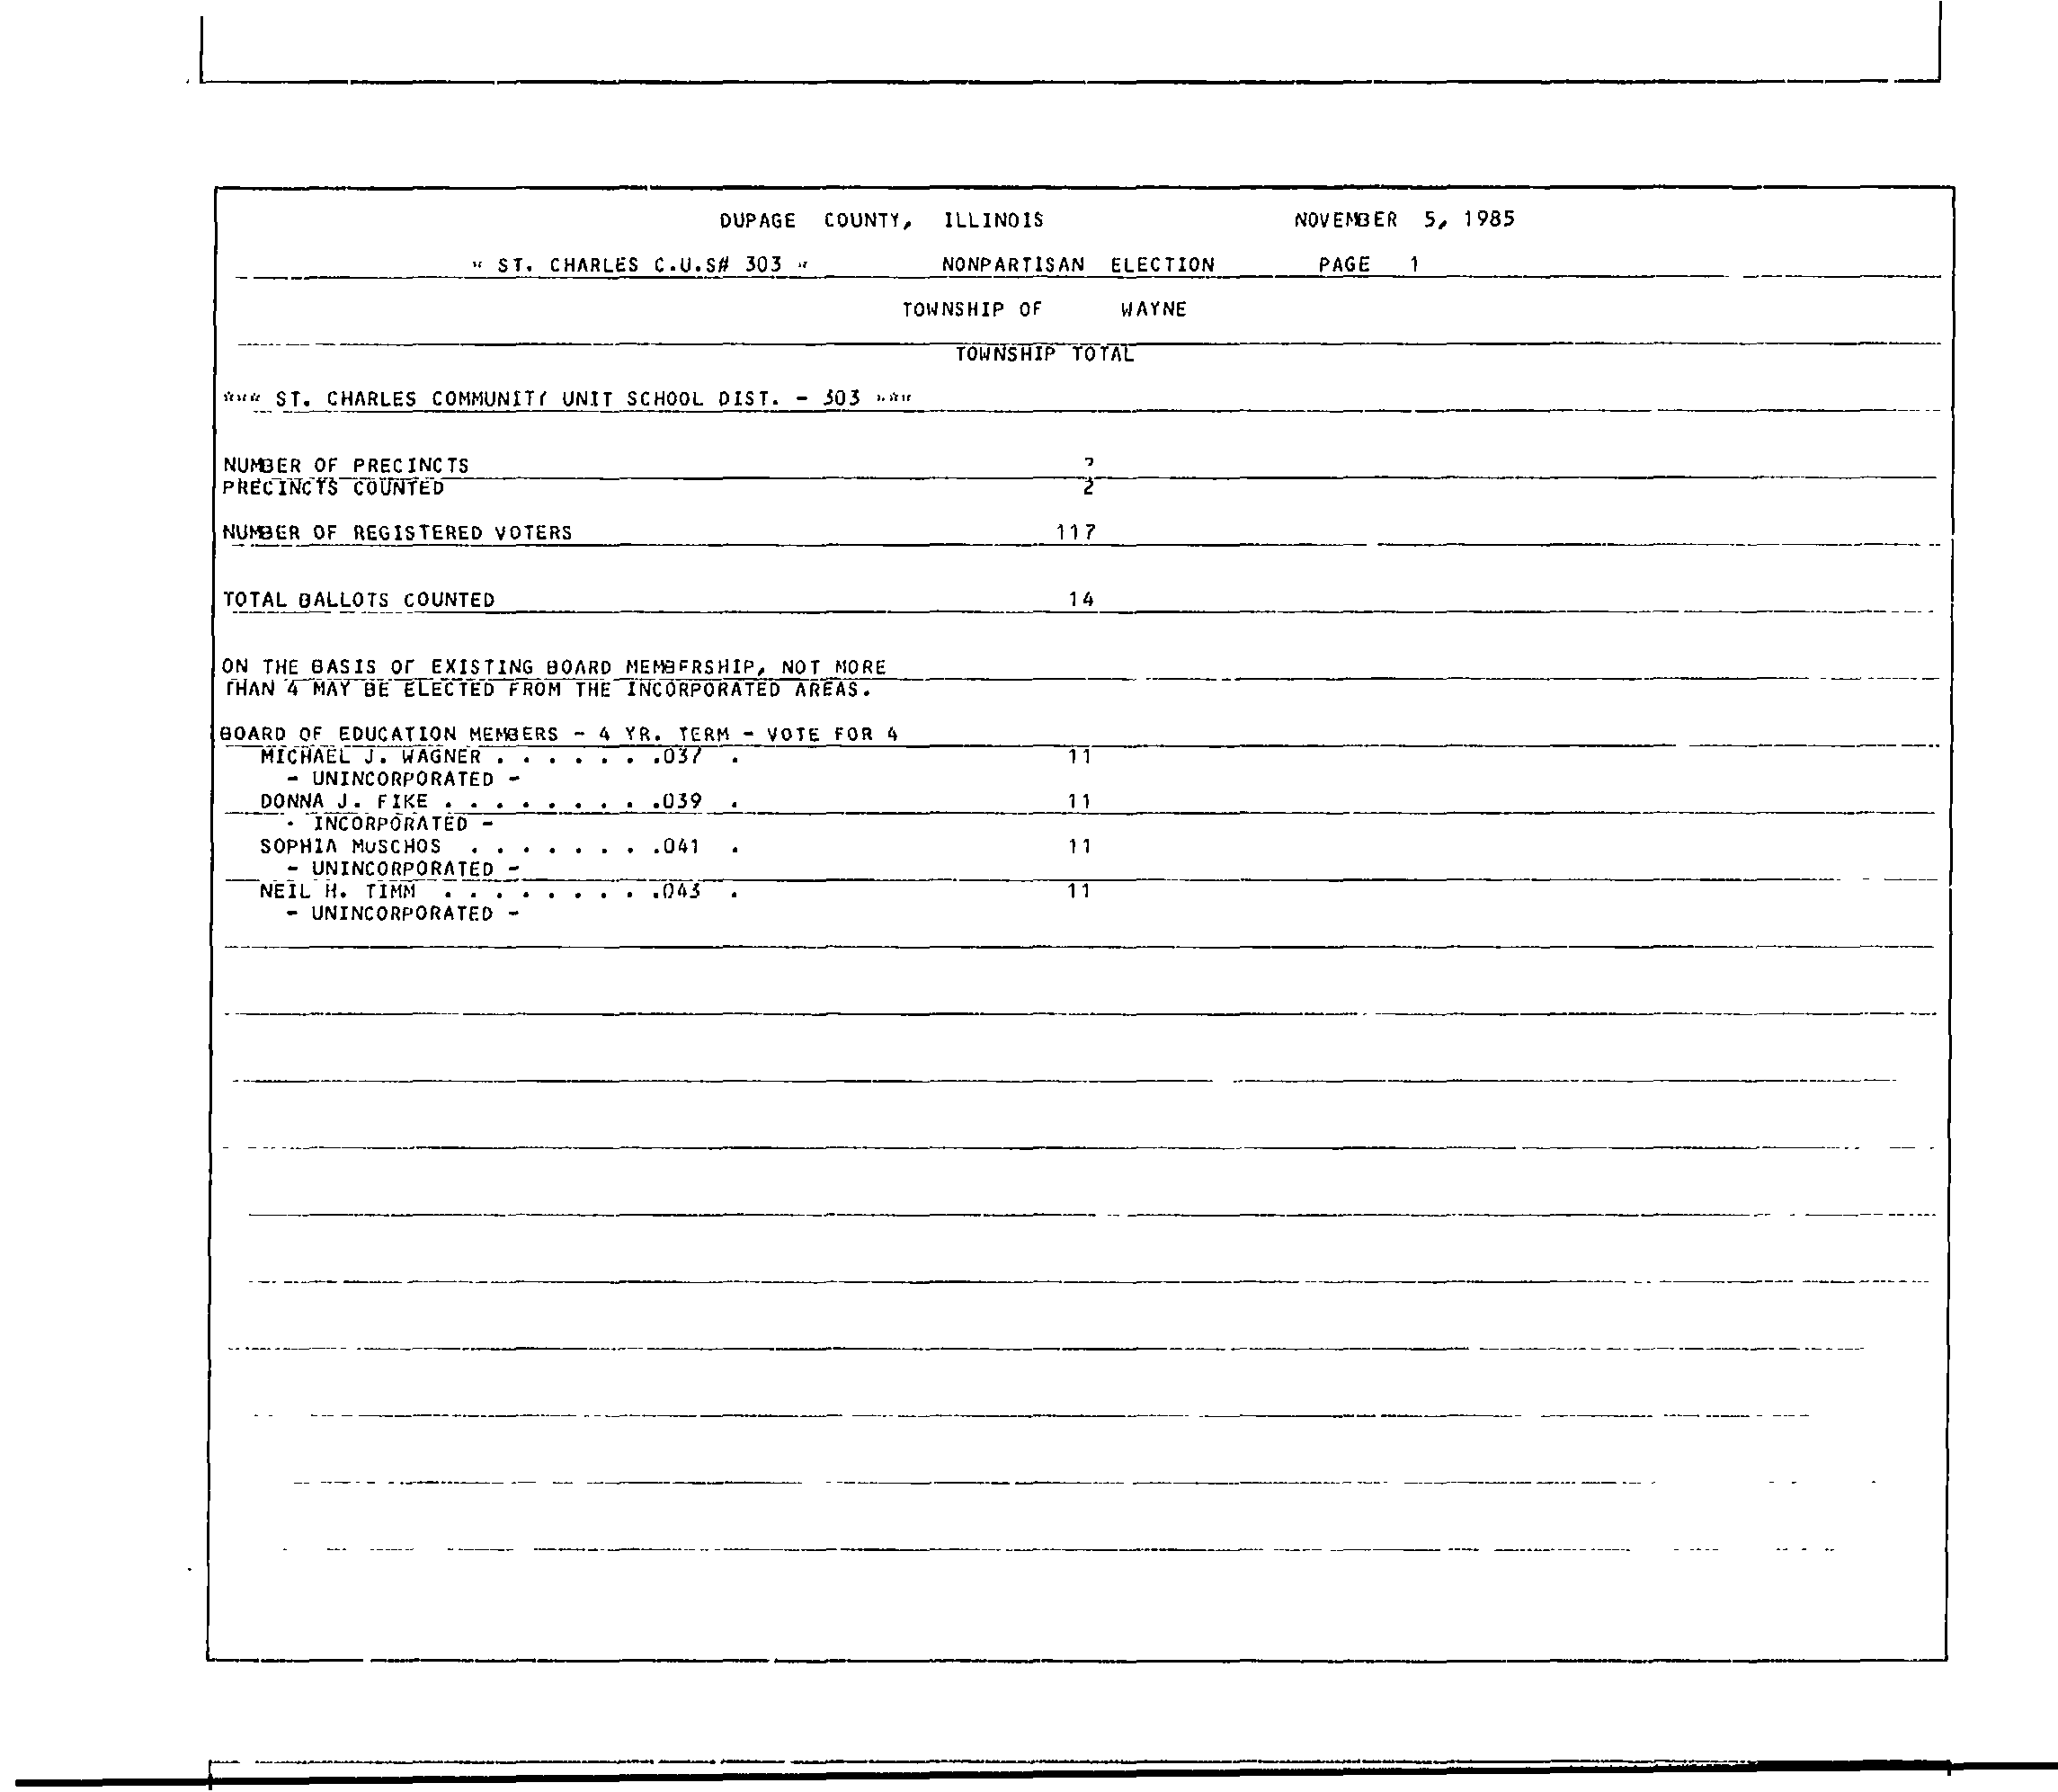 DUPAGE COUNTY, ILLINOIS NOVEMBER 5, 1985
* ST. CHARLES C.U.S# 303 * NONPARTISAN ELECTION PAGE 1
TOWNSHIP OF WAYNE
TOWNSHIP TOTAL
*** ST. CHARLES COMMUNITY UNIT SCHOOL DIST. - 303 ***
NUMBER OF PRECINCTS 2
PRECINCTS COUNTED 2
NUMBER OF REGISTERED VOTERS 117
TOTAL BALLOTS COUNTED 14
ON THE BASIS OF EXISTING BOARD MEMBERSHIP, NOT MORE
THAN 4 MAY BE ELECTED FROM THE INCORPORATED AREAS.
BOARD OF EDUCATION MEMBERS - 4 YR. TERM - VOTE FOR 4
MICHAEL J. WAGNER . . . . . . .037 . 11
- UNINCORPORATED -
DONNA J. FIKE . . . . . . . . .039 . 11
- INCORPORATED -
SOPHIA MUSCHOS . . . . . . . .041 . 11
- UNINCORPORATED -
NEIL H. TIMM . . . . . . . . .043 . 11
- UNINCORPORATED -